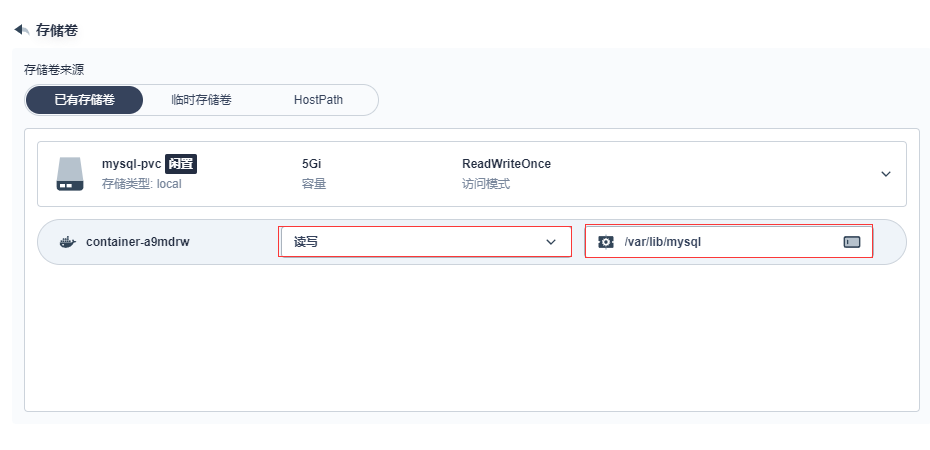 存储卷
存储卷来源
已有存储卷 临时存储卷 HostPath
mysql-pvc 闲置 5Gi ReadWriteOnce
存储类型: local 容量 访问模式
container-a9mdrw 读写 /var/lib/mysql